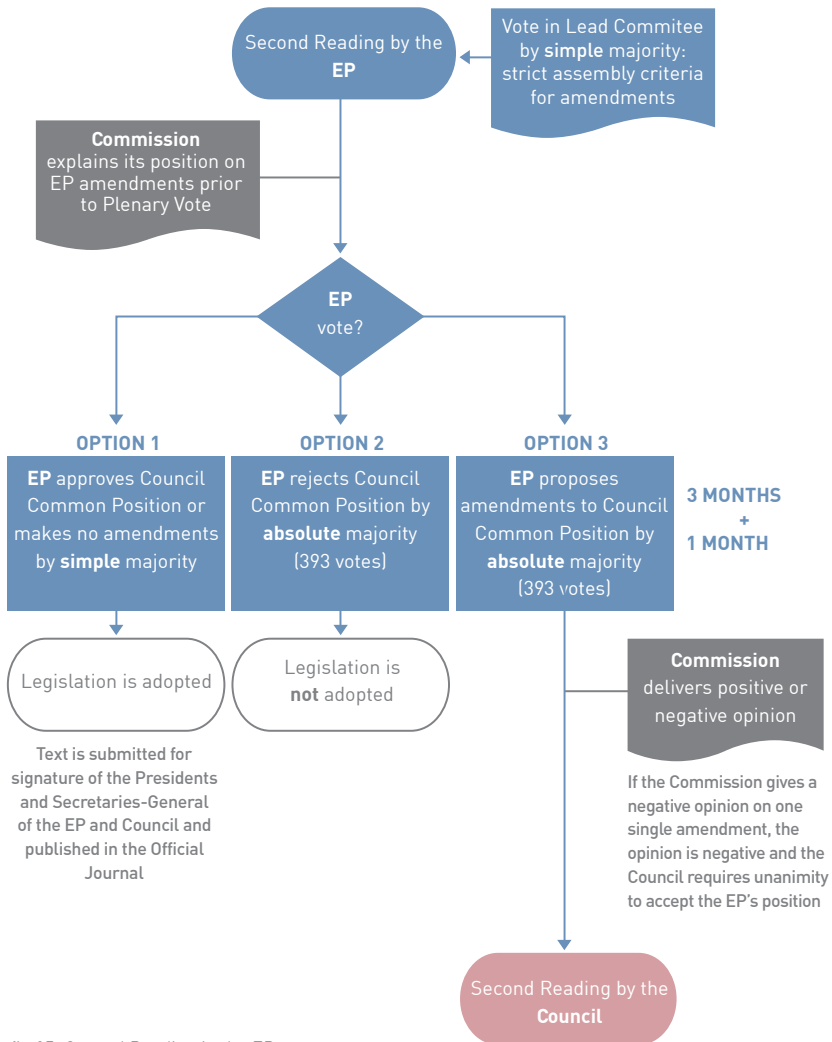 Second Reading by the
EP
Vote in Lead Commitee
by simple majority:
strict assembly criteria
for amendments
Commission
explains its position on
EP amendments prior
to Plenary Vote
EP
vote?
OPTION 1
EP approves Council
Common Position or
makes no amendments
by simple majority
OPTION 2
EP rejects Council
Common Position by
absolute majority
(393 votes)
OPTION 3
EP proposes
amendments to Council
Common Position by
absolute majority
(393 votes)
3 MONTHS
+
1 MONTH
Legislation is adopted
Legislation is
not adopted
Text is submitted for
signature of the Presidents
and Secretaries-General
of the EP and Council and
published in the Official
Journal
Commission
delivers positive or
negative opinion
If the Commission gives a
negative opinion on one
single amendment, the
opinion is negative and the
Council requires unanimity
to accept the EP's position
Second Reading by the
Council